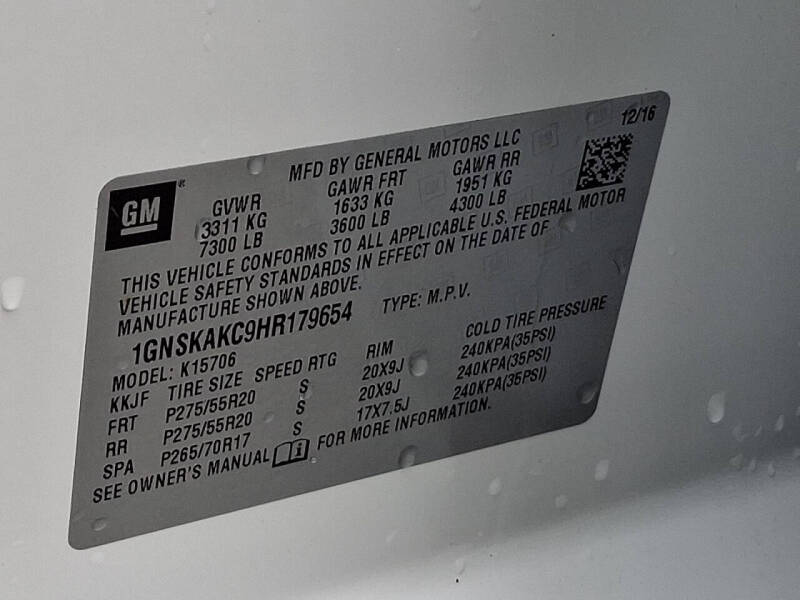 12/16
MFD BY GENERAL MOTORS LLC
GM ®
GVWR GAWR FRT GAWR RR
3311 KG 1633 KG 1951 KG
7300 LB 3600 LB 4300 LB
THIS VEHICLE CONFORMS TO ALL APPLICABLE U.S. FEDERAL MOTOR
VEHICLE SAFETY STANDARDS IN EFFECT ON THE DATE OF
MANUFACTURE SHOWN ABOVE.
1GNSKAKC9HR179654 TYPE: M.P.V.
MODEL: K15706
KKJF TIRE SIZE SPEED RTG RIM COLD TIRE PRESSURE
FRT P275/55R20 S 20X9J 240KPA(35PSI)
RR P275/55R20 S 20X9J 240KPA(35PSI)
SPA P265/70R17 S 17X7.5J 240KPA(35PSI)
SEE OWNER'S MANUAL i FOR MORE INFORMATION.